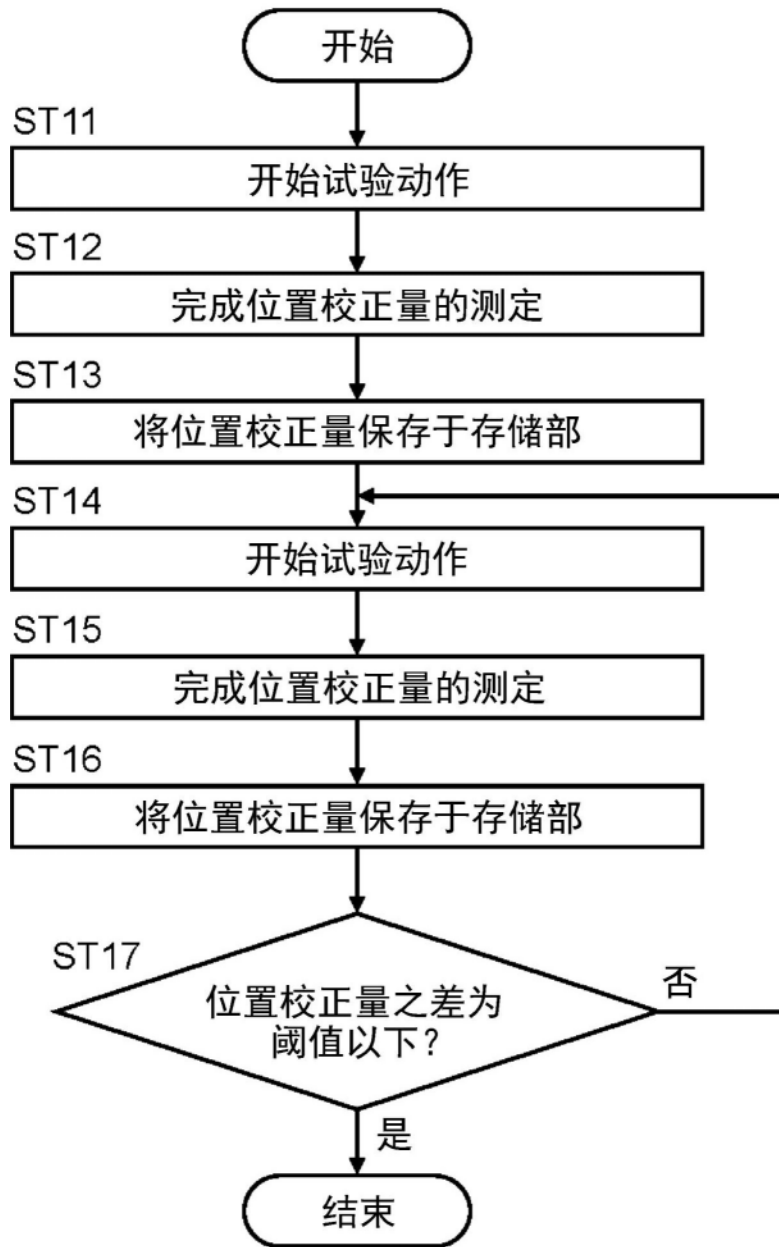 开始
ST11
开始试验动作
ST12
完成位置校正量的测定
ST13
将位置校正量保存于存储部
ST14
开始试验动作
ST15
完成位置校正量的测定
ST16
将位置校正量保存于存储部
ST17
位置校正量之差为
阈值以下?
否
是
结束